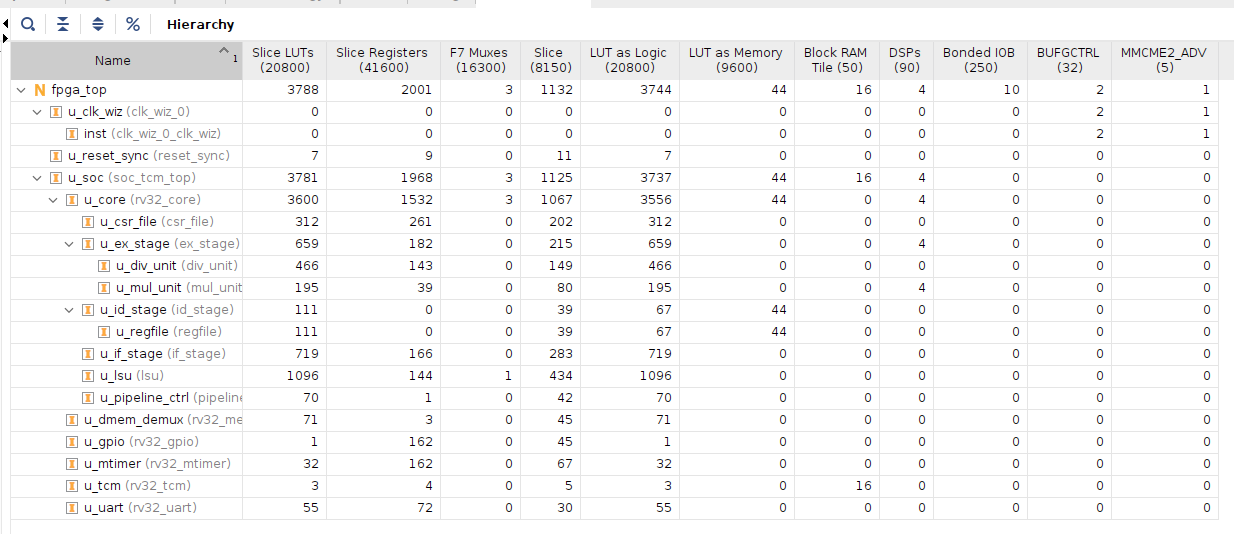 Hierarchy
Name 1 Slice LUTs (20800) Slice Registers (41600) F7 Muxes (16300) Slice (8150) LUT as Logic (20800) LUT as Memory (9600) Block RAM Tile (50) DSPs (90) Bonded IOB (250) BUFGCTRL (32) MMCME2_ADV (5)
N fpga_top 3788 2001 3 1132 3744 44 16 4 10 2 1
u_clk_wiz (clk_wiz_0) 0 0 0 0 0 0 0 0 0 2 1
inst (clk_wiz_0_clk_wiz) 0 0 0 0 0 0 0 0 0 2 1
u_reset_sync (reset_sync) 7 9 0 11 7 0 0 0 0 0 0
u_soc (soc_tcm_top) 3781 1968 3 1125 3737 44 16 4 0 0 0
u_core (rv32_core) 3600 1532 3 1067 3556 44 0 4 0 0 0
u_csr_file (csr_file) 312 261 0 202 312 0 0 0 0 0 0
u_ex_stage (ex_stage) 659 182 0 215 659 0 0 4 0 0 0
u_div_unit (div_unit) 466 143 0 149 466 0 0 0 0 0 0
u_mul_unit (mul_unit 195 39 0 80 195 0 0 4 0 0 0
u_id_stage (id_stage) 111 0 0 39 67 44 0 0 0 0 0
u_regfile (regfile) 111 0 0 39 67 44 0 0 0 0 0
u_if_stage (if_stage) 719 166 0 283 719 0 0 0 0 0 0
u_lsu (lsu) 1096 144 1 434 1096 0 0 0 0 0 0
u_pipeline_ctrl (pipeline 70 1 0 42 70 0 0 0 0 0 0
u_dmem_demux (rv32_me 71 3 0 45 71 0 0 0 0 0 0
u_gpio (rv32_gpio) 1 162 0 45 1 0 0 0 0 0 0
u_mtimer (rv32_mtimer) 32 162 0 67 32 0 0 0 0 0 0
u_tcm (rv32_tcm) 3 4 0 5 3 0 16 0 0 0 0
u_uart (rv32_uart) 55 72 0 30 55 0 0 0 0 0 0